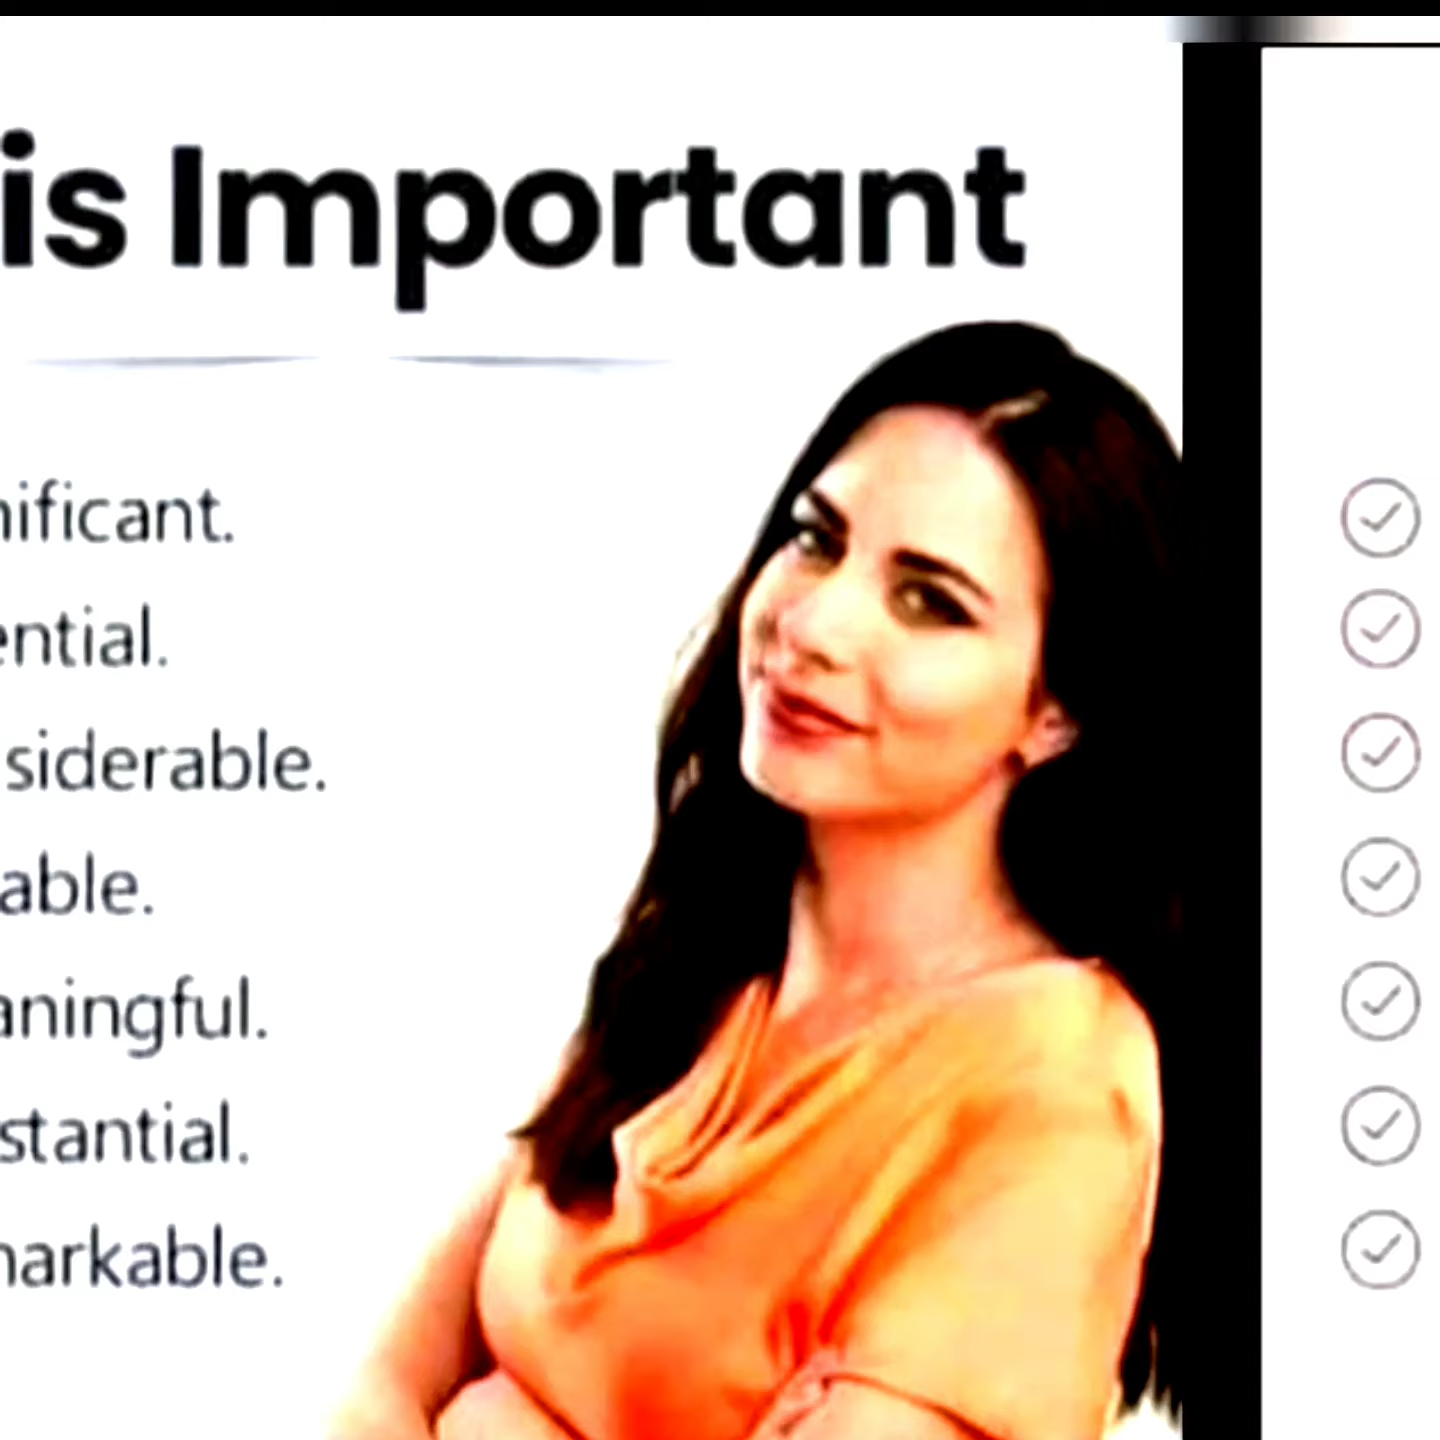 is Important
nificant.
ential.
siderable.
able.
aningful.
stantial.
narkable.